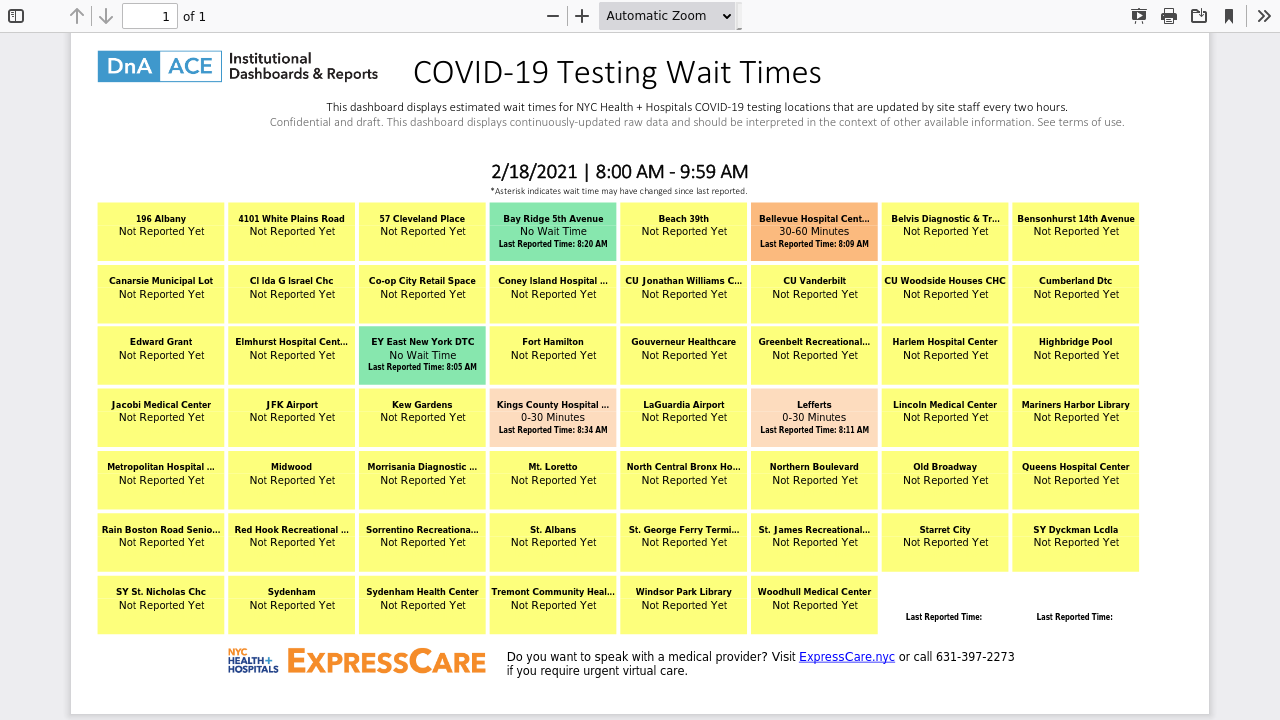 1 of 1 Automatic Zoom
DnA ACE Institutional
Dashboards & Reports
COVID-19 Testing Wait Times
This dashboard displays estimated wait times for NYC Health + Hospitals COVID-19 testing locations that are updated by site staff every two hours.
Confidential and draft. This dashboard displays continuously-updated raw data and should be interpreted in the context of other available information. See terms of use.
2/18/2021 | 8:00 AM - 9:59 AM
*Asterisk indicates wait time may have changed since last reported.
196 Albany
Not Reported Yet
4101 White Plains Road
Not Reported Yet
57 Cleveland Place
Not Reported Yet
Bay Ridge 5th Avenue
No Wait Time
Last Reported Time: 8:20 AM
Beach 39th
Not Reported Yet
Bellevue Hospital Cent...
30-60 Minutes
Last Reported Time: 8:09 AM
Belvis Diagnostic & Tr...
Not Reported Yet
Bensonhurst 14th Avenue
Not Reported Yet
Canarsie Municipal Lot
Not Reported Yet
CI Ida G Israel Chc
Not Reported Yet
Co-op City Retail Space
Not Reported Yet
Coney Island Hospital ...
Not Reported Yet
CU Jonathan Williams C...
Not Reported Yet
CU Vanderbilt
Not Reported Yet
CU Woodside Houses CHC
Not Reported Yet
Cumberland Dtc
Not Reported Yet
Edward Grant
Not Reported Yet
Elmhurst Hospital Cent...
Not Reported Yet
EY East New York DTC
No Wait Time
Last Reported Time: 8:05 AM
Fort Hamilton
Not Reported Yet
Gouverneur Healthcare
Not Reported Yet
Greenbelt Recreational...
Not Reported Yet
Harlem Hospital Center
Not Reported Yet
Highbridge Pool
Not Reported Yet
Jacobi Medical Center
Not Reported Yet
JFK Airport
Not Reported Yet
Kew Gardens
Not Reported Yet
Kings County Hospital ...
0-30 Minutes
Last Reported Time: 8:34 AM
LaGuardia Airport
Not Reported Yet
Lefferts
0-30 Minutes
Last Reported Time: 8:11 AM
Lincoln Medical Center
Not Reported Yet
Mariners Harbor Library
Not Reported Yet
Metropolitan Hospital ...
Not Reported Yet
Midwood
Not Reported Yet
Morrisania Diagnostic ...
Not Reported Yet
Mt. Loretto
Not Reported Yet
North Central Bronx Ho...
Not Reported Yet
Northern Boulevard
Not Reported Yet
Old Broadway
Not Reported Yet
Queens Hospital Center
Not Reported Yet
Rain Boston Road Senio...
Not Reported Yet
Red Hook Recreational ...
Not Reported Yet
Sorrentino Recreationa...
Not Reported Yet
St. Albans
Not Reported Yet
St. George Ferry Termi...
Not Reported Yet
St. James Recreational...
Not Reported Yet
Starret City
Not Reported Yet
SY Dyckman Lcdla
Not Reported Yet
SY St. Nicholas Chc
Not Reported Yet
Sydenham
Not Reported Yet
Sydenham Health Center
Not Reported Yet
Tremont Community Heal...
Not Reported Yet
Windsor Park Library
Not Reported Yet
Woodhull Medical Center
Not Reported Yet
Last Reported Time:
Last Reported Time:
NYC
HEALTH+
HOSPITALS
EXPRESSCARE
Do you want to speak with a medical provider? Visit ExpressCare.nyc or call 631-397-2273
if you require urgent virtual care.